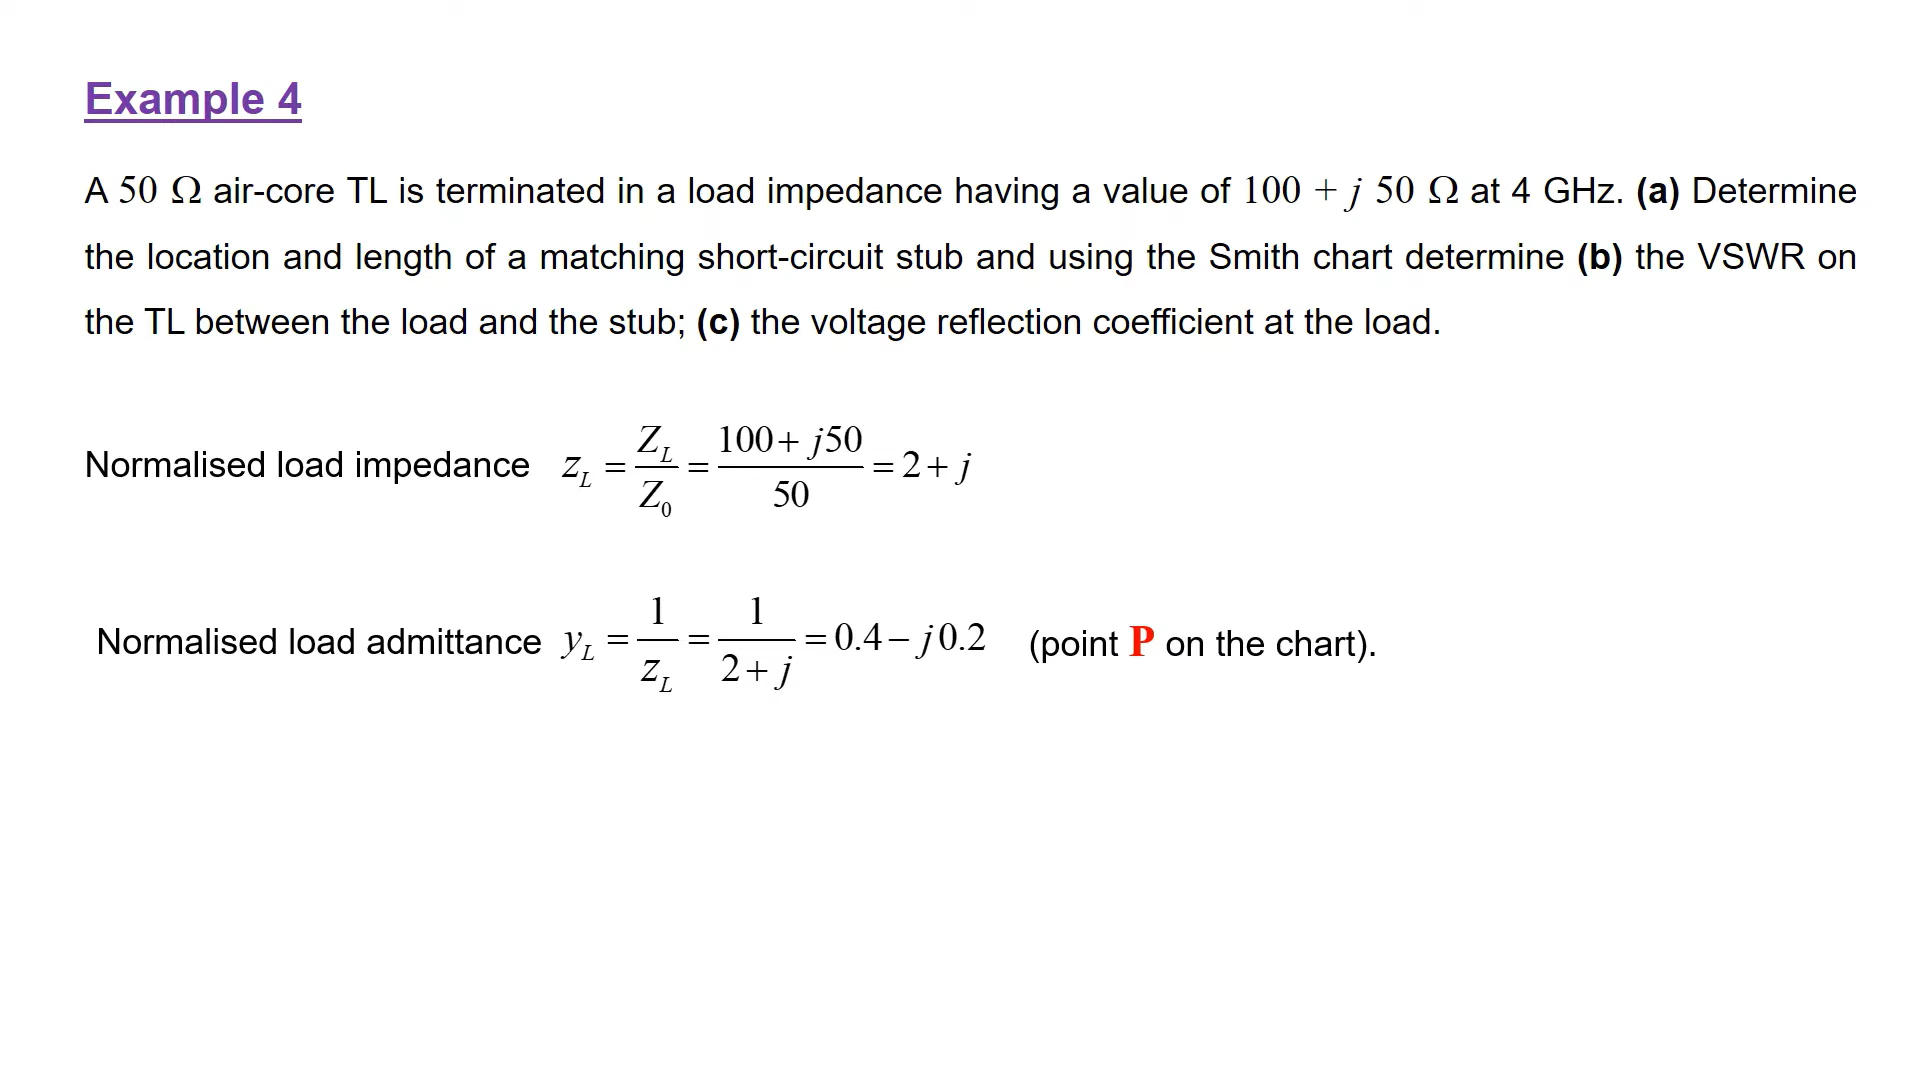 Example 4
A 50 Ω air-core TL is terminated in a load impedance having a value of 100 + j 50 Ω at 4 GHz. (a) Determine
the location and length of a matching short-circuit stub and using the Smith chart determine (b) the VSWR on
the TL between the load and the stub; (c) the voltage reflection coefficient at the load.
Normalised load impedance z_L = Z_L/Z_0 = (100 + j50)/50 = 2 + j
Normalised load admittance y_L = 1/z_L = 1/(2 + j) = 0.4 − j0.2 (point P on the chart).